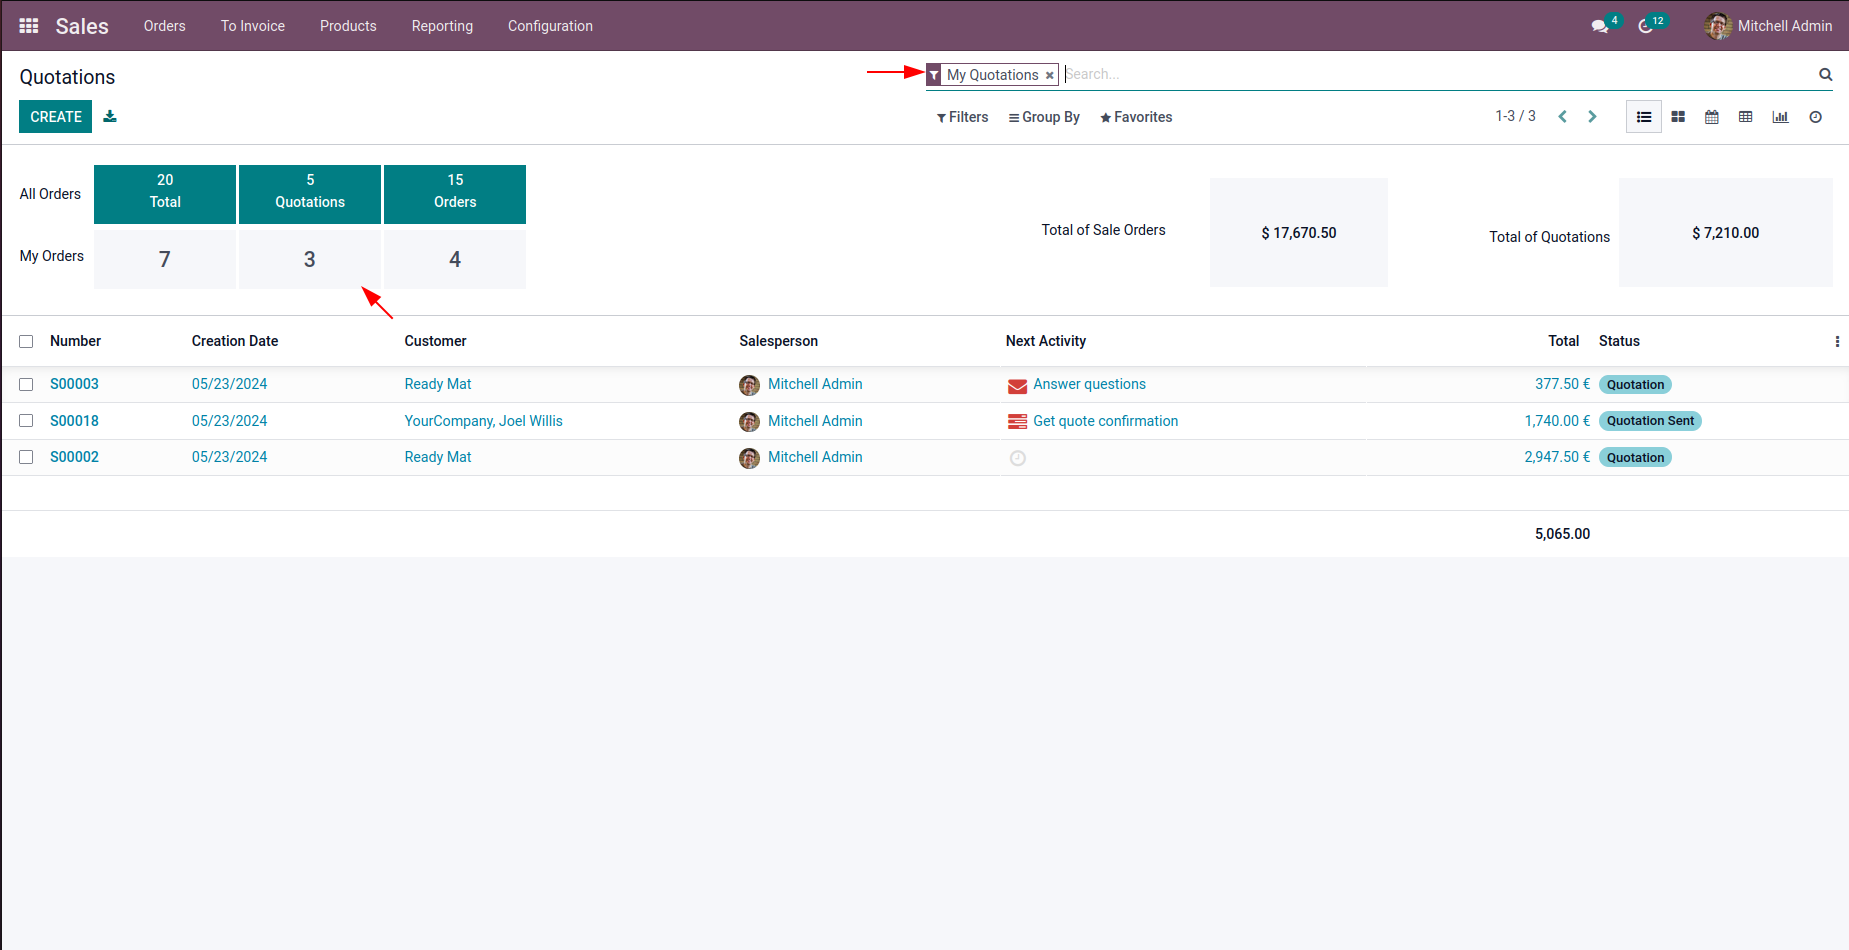 Sales Orders To Invoice Products Reporting Configuration 4 12 Mitchell Admin
Quotations
My Quotations Search...
CREATE Filters Group By Favorites 1-3 / 3
All Orders 20 Total 5 Quotations 15 Orders
My Orders 7 3 4
Total of Sale Orders $ 17,670.50 Total of Quotations $ 7,210.00
Number Creation Date Customer Salesperson Next Activity Total Status
S00003 05/23/2024 Ready Mat Mitchell Admin Answer questions 377.50 € Quotation
S00018 05/23/2024 YourCompany, Joel Willis Mitchell Admin Get quote confirmation 1,740.00 € Quotation Sent
S00002 05/23/2024 Ready Mat Mitchell Admin 2,947.50 € Quotation
5,065.00